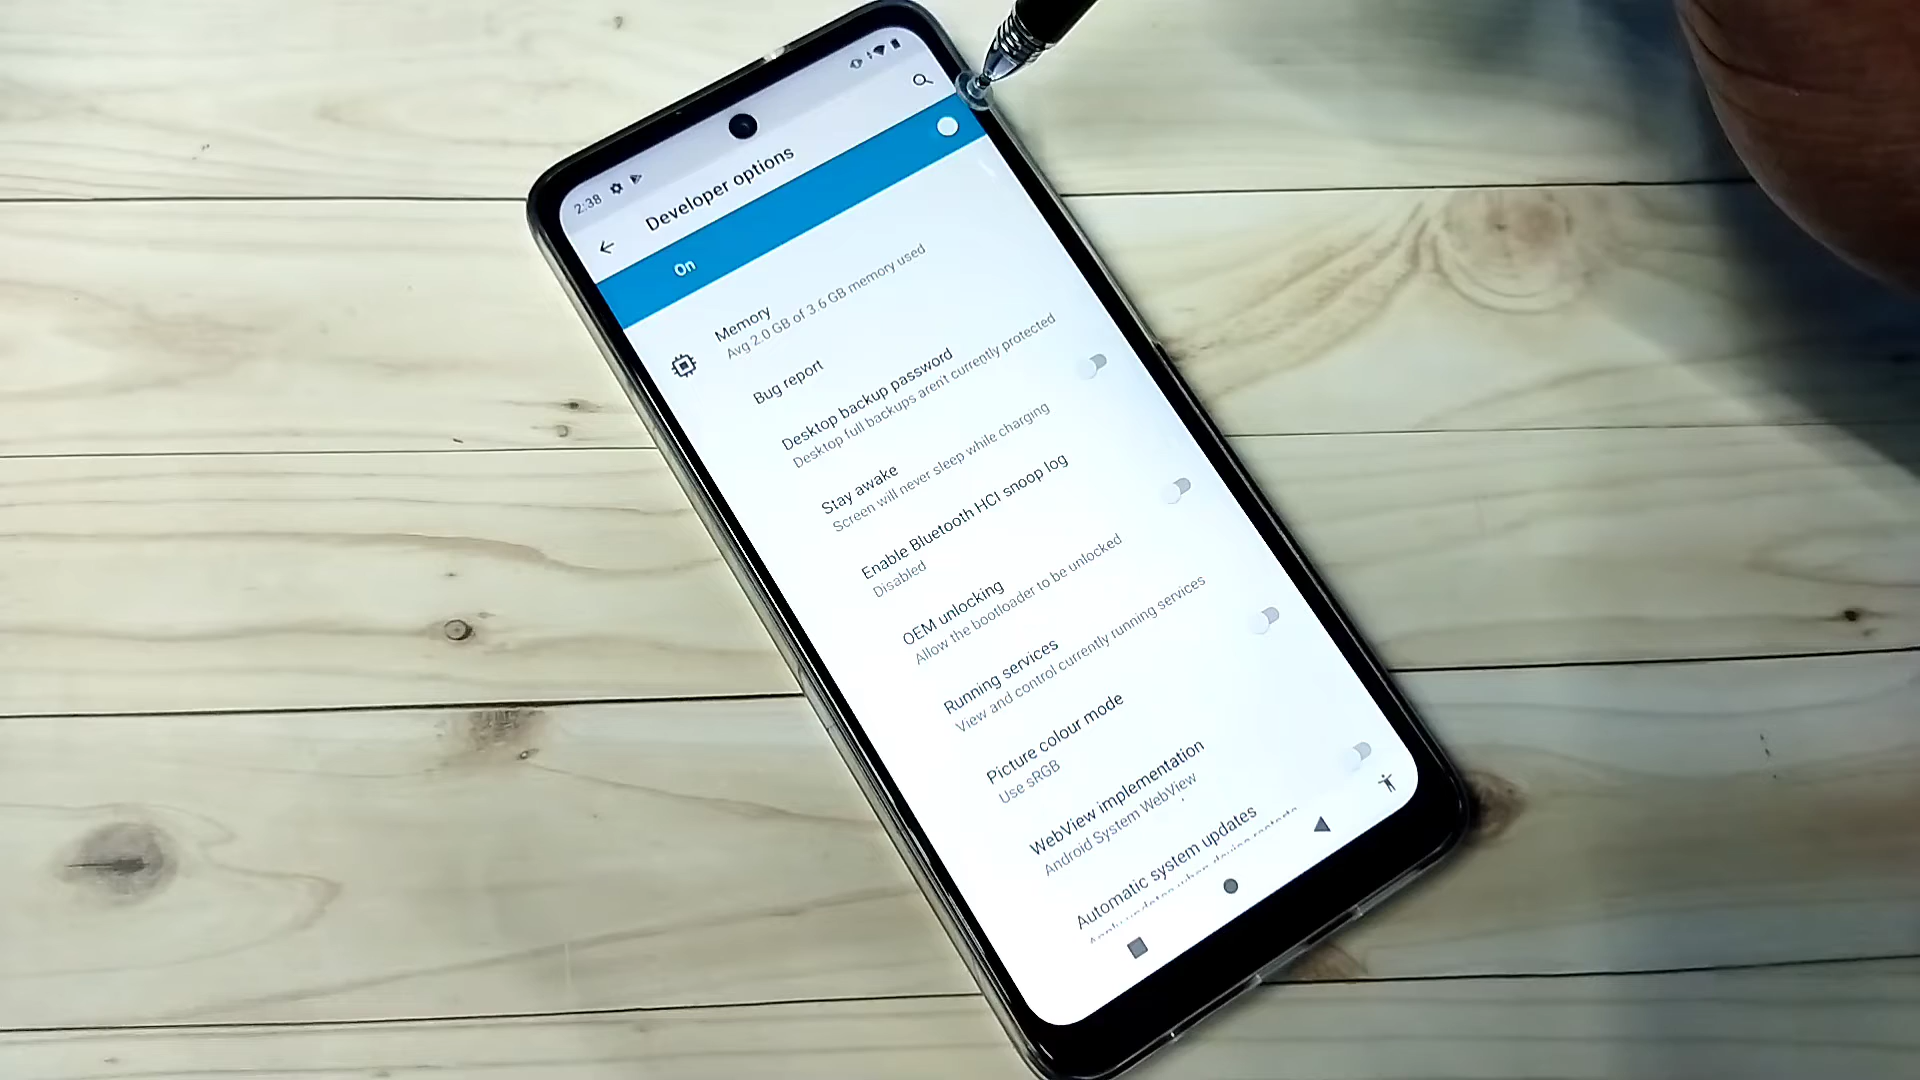 2:38
Developer options
On
Memory
Avg 2.0 GB of 3.6 GB memory used
Bug report
Desktop backup password
Desktop full backups aren't currently protected
Stay awake
Screen will never sleep while charging
Enable Bluetooth HCI snoop log
Disabled
OEM unlocking
Allow the bootloader to be unlocked
Running services
View and control currently running services
Picture colour mode
Use sRGB
WebView implementation
Android System WebView
Automatic system updates